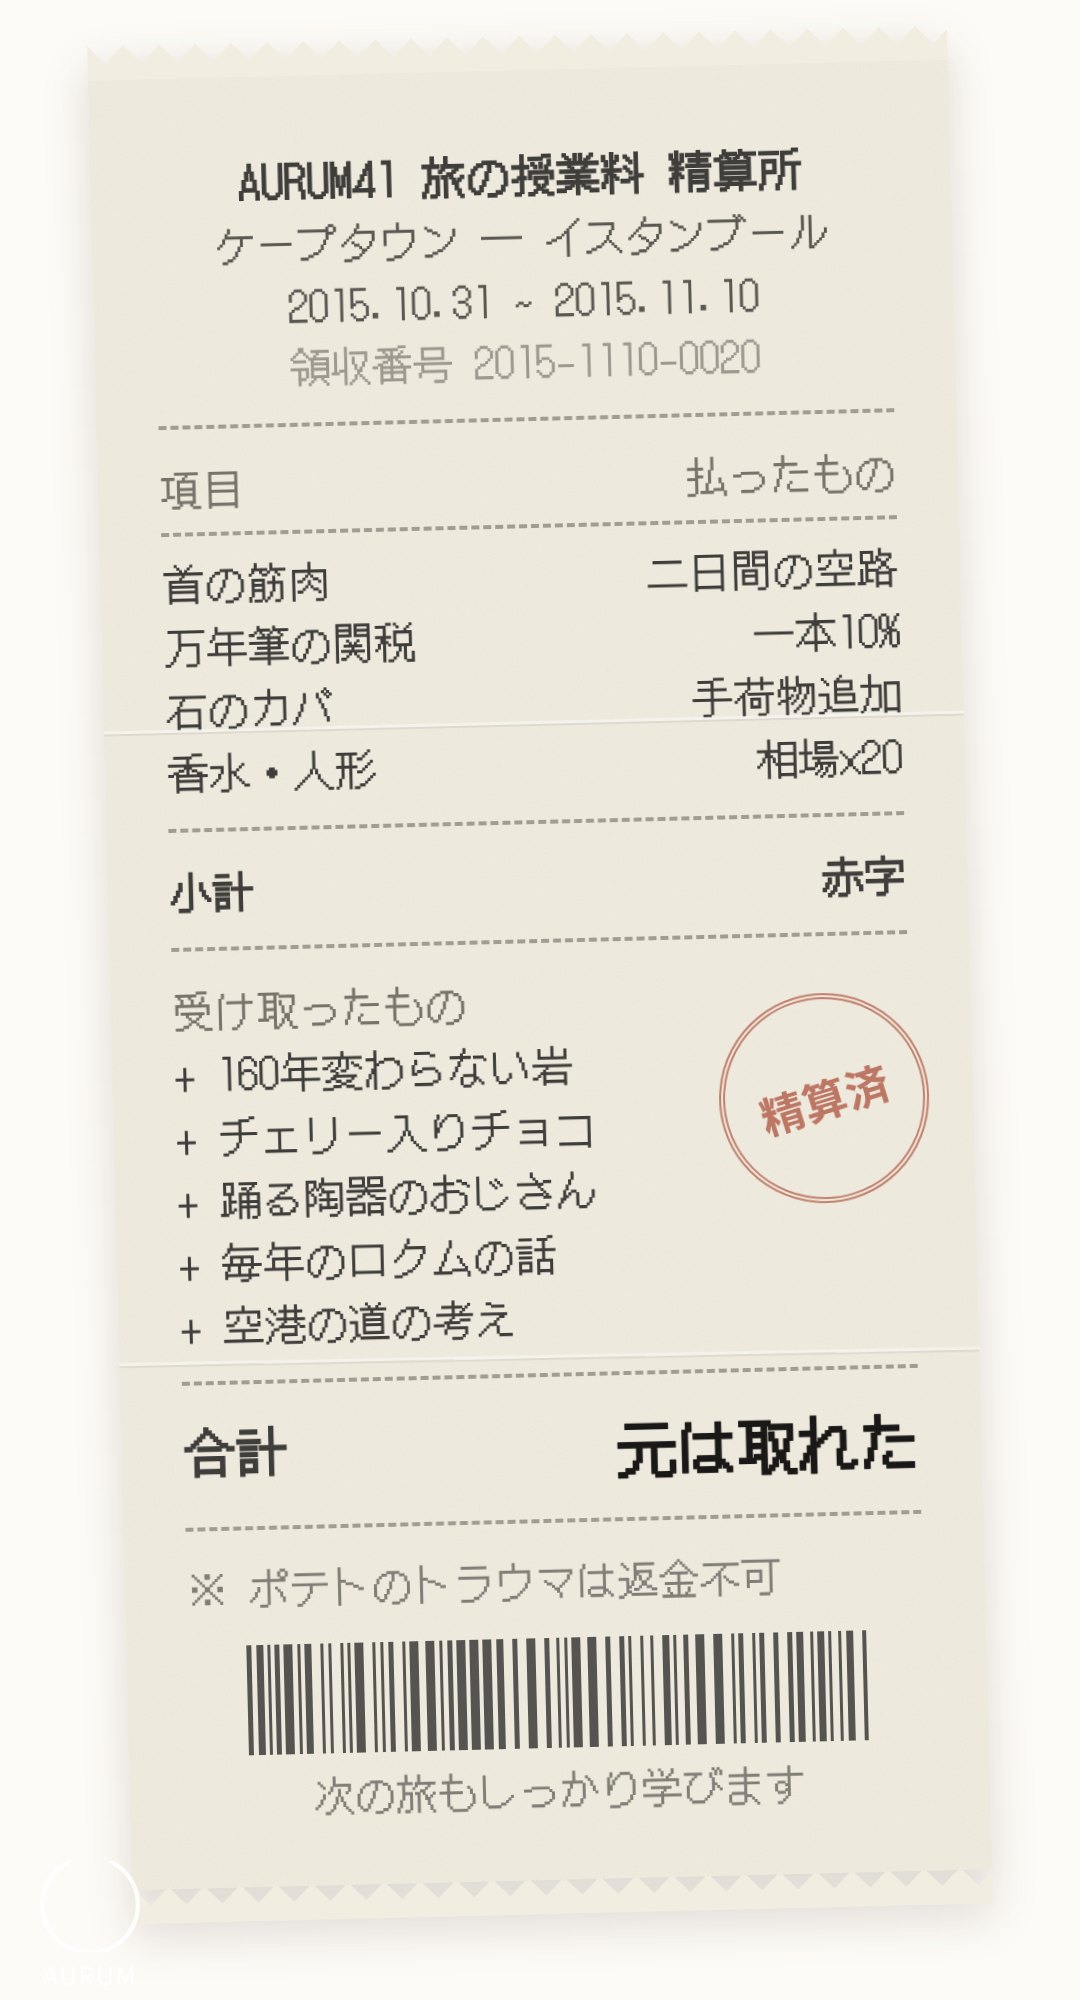 AURUM41 旅の授業料 精算所
ケープタウン — イスタンブール
2015.10.31 ~ 2015.11.10
領収番号 2015-1110-0020
項目 払ったもの
首の筋肉 二日間の空路
万年筆の関税 一本10%
石のカバ 手荷物追加
香水・人形 相場x20
小計 赤字
受け取ったもの
+ 160年変わらない岩
+ チェリー入りチョコ
+ 踊る陶器のおじさん
+ 毎年のロクムの話
+ 空港の道の考え
精算済
合計 元は取れた
※ ポテトのトラウマは返金不可
次の旅もしっかり学びます
AURUM